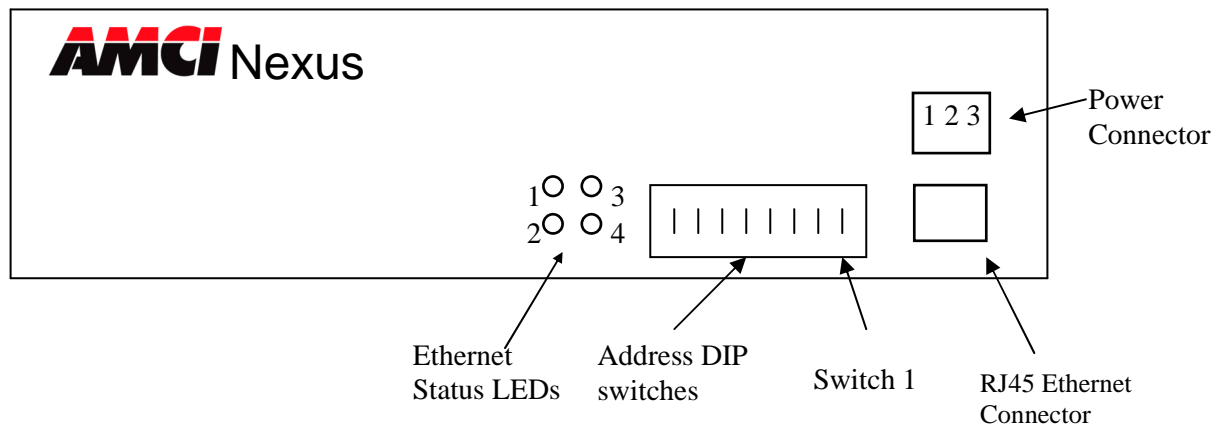 AMCI Nexus
1 2 3
Power
Connector
1 3
2 4
Ethernet
Status LEDs
Address DIP
switches
Switch 1
RJ45 Ethernet
Connector